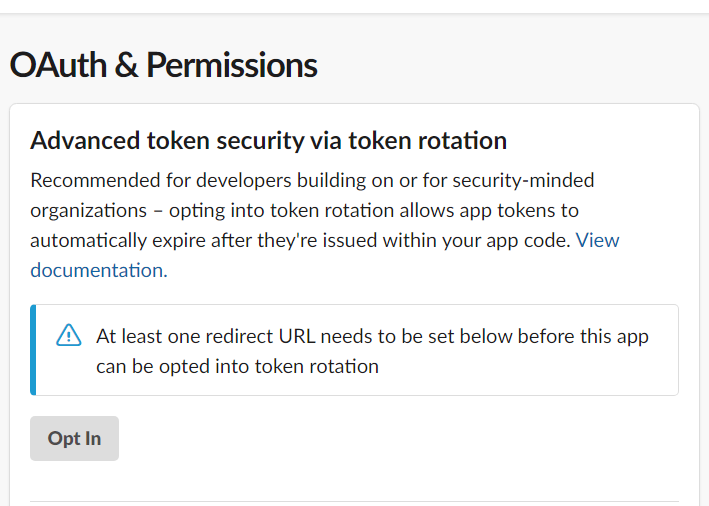 OAuth & Permissions
Advanced token security via token rotation
Recommended for developers building on or for security-minded
organizations – opting into token rotation allows app tokens to
automatically expire after they're issued within your app code. View
documentation.
At least one redirect URL needs to be set below before this app
can be opted into token rotation
Opt In